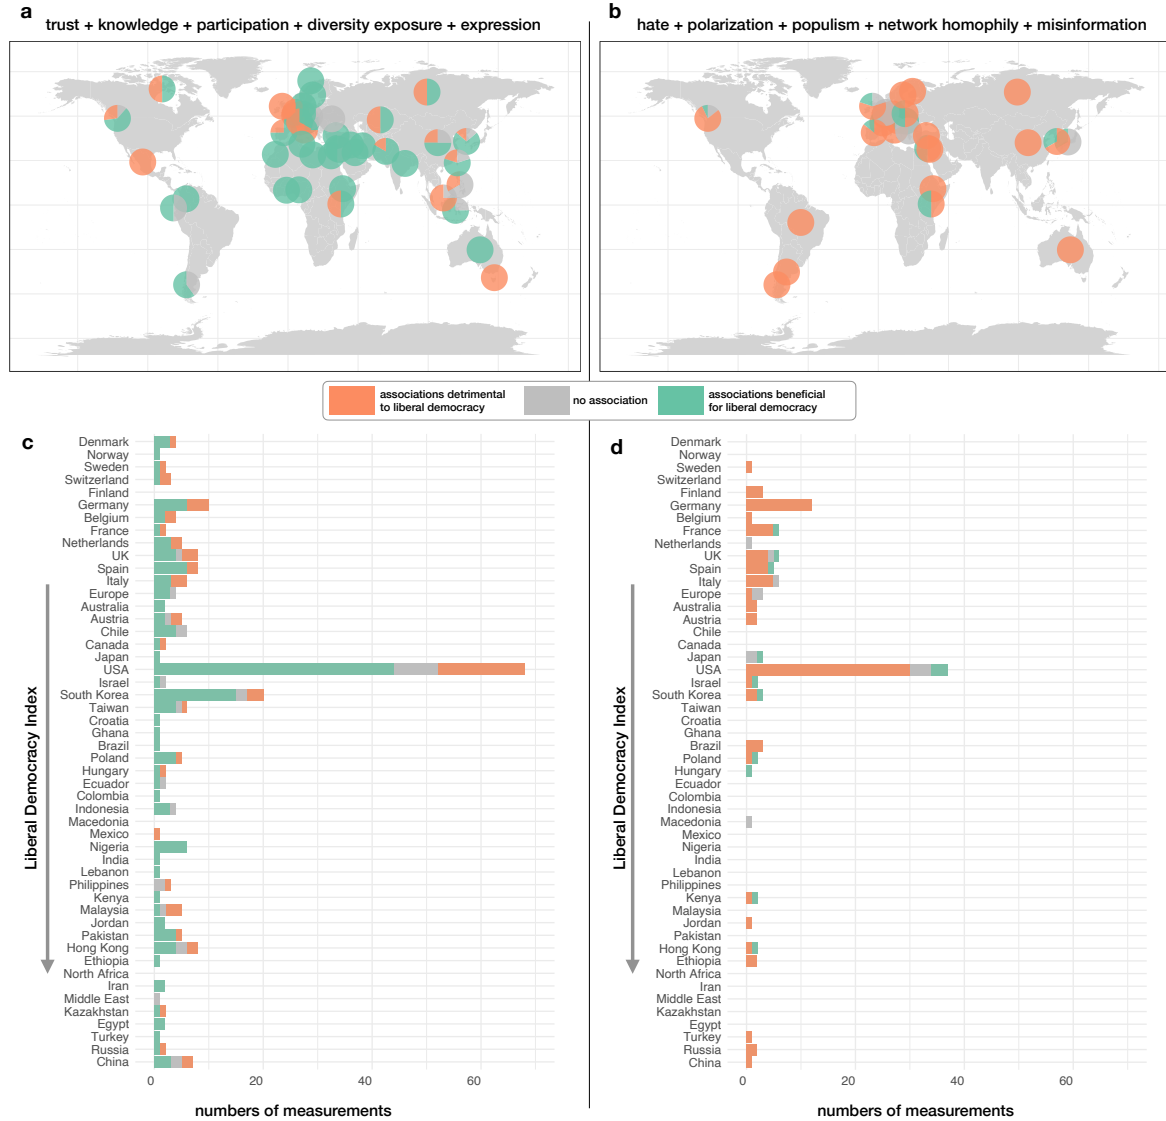 a
trust + knowledge + participation + diversity exposure + expression
b
hate + polarization + populism + network homophily + misinformation
associations detrimental
to liberal democracy
no association
associations beneficial
for liberal democracy
c
Denmark
Norway
Sweden
Switzerland
Finland
Germany
Belgium
France
Netherlands
UK
Spain
Italy
Europe
Australia
Austria
Chile
Canada
Japan
USA
Israel
South Korea
Taiwan
Croatia
Ghana
Brazil
Poland
Hungary
Ecuador
Colombia
Indonesia
Macedonia
Mexico
Nigeria
India
Lebanon
Philippines
Kenya
Malaysia
Jordan
Pakistan
Hong Kong
Ethiopia
North Africa
Iran
Middle East
Kazakhstan
Egypt
Turkey
Russia
China
Liberal Democracy Index
0 20 40 60
numbers of measurements
d
Denmark
Norway
Sweden
Switzerland
Finland
Germany
Belgium
France
Netherlands
UK
Spain
Italy
Europe
Australia
Austria
Chile
Canada
Japan
USA
Israel
South Korea
Taiwan
Croatia
Ghana
Brazil
Poland
Hungary
Ecuador
Colombia
Indonesia
Macedonia
Mexico
Nigeria
India
Lebanon
Philippines
Kenya
Malaysia
Jordan
Pakistan
Hong Kong
Ethiopia
North Africa
Iran
Middle East
Kazakhstan
Egypt
Turkey
Russia
China
Liberal Democracy Index
0 20 40 60
numbers of measurements